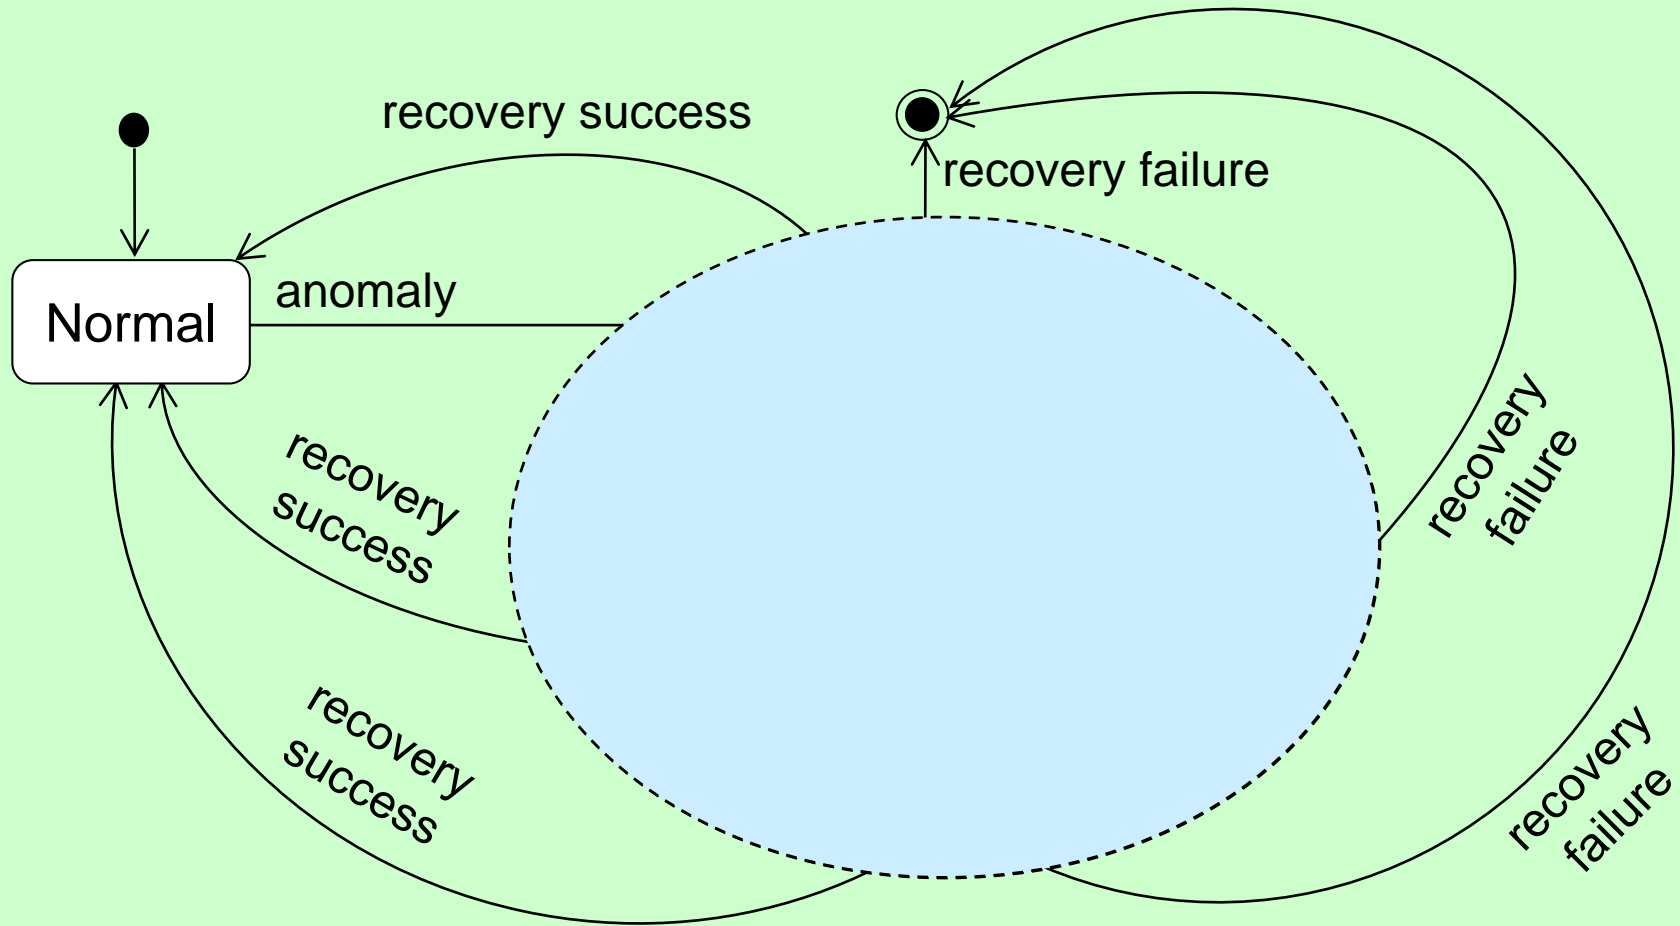 recovery success
recovery failure
anomaly
Normal
recovery
failure
recovery
success
recovery
success
recovery
failure